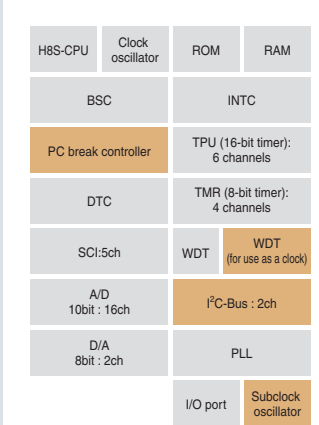 H8S-CPU
Clock
oscillator
ROM
RAM
BSC
INTC
PC break controller
TPU (16-bit timer):
6 channels
DTC
TMR (8-bit timer):
4 channels
SCI:5ch
WDT
WDT
(for use as a clock)
A/D
10bit : 16ch
I²C-Bus : 2ch
D/A
8bit : 2ch
PLL
I/O port
Subclock
oscillator